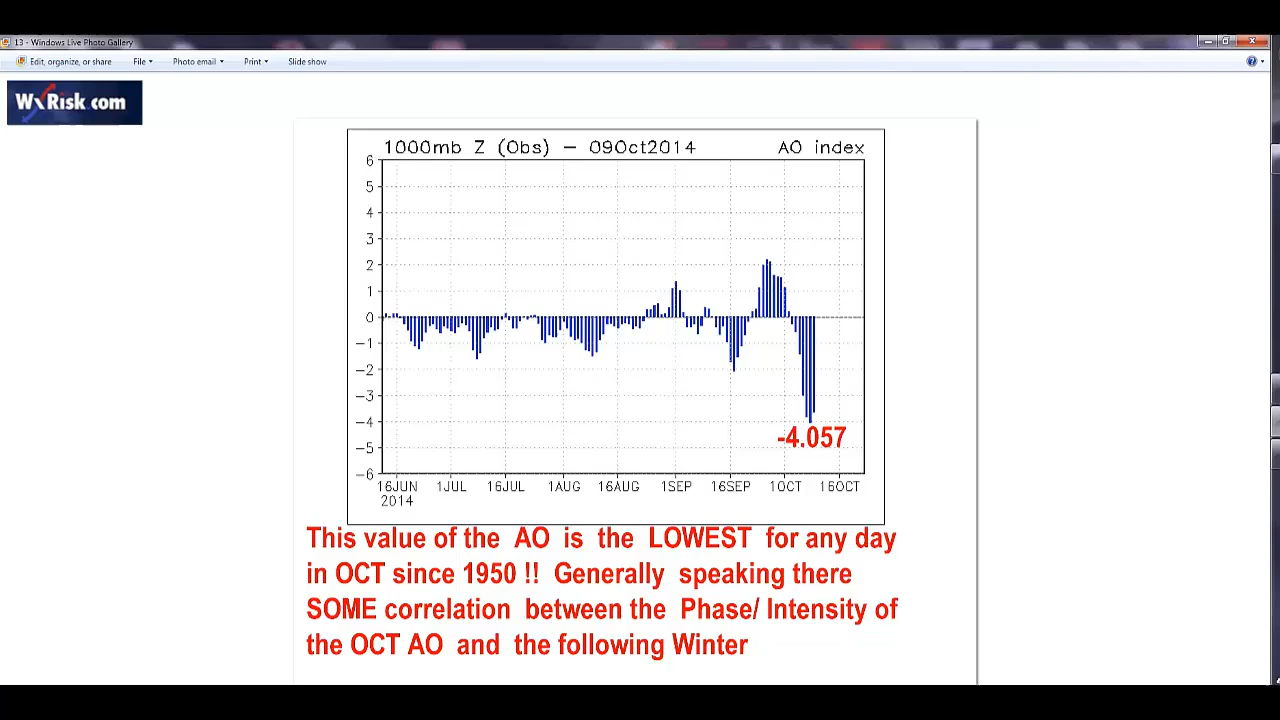 13 - Windows Live Photo Gallery
Edit, organize, or share File Photo email Print Slide show
WxRisk.com
1000mb Z (Obs) – 09Oct2014 AO index
6
5
4
3
2
1
0
−1
−2
−3
−4
−5
−6
-4.057
16JUN 1JUL 16JUL 1AUG 16AUG 1SEP 16SEP 1OCT 16OCT
2014
This value of the AO is the LOWEST for any day
in OCT since 1950 !! Generally speaking there
SOME correlation between the Phase/ Intensity of
the OCT AO and the following Winter